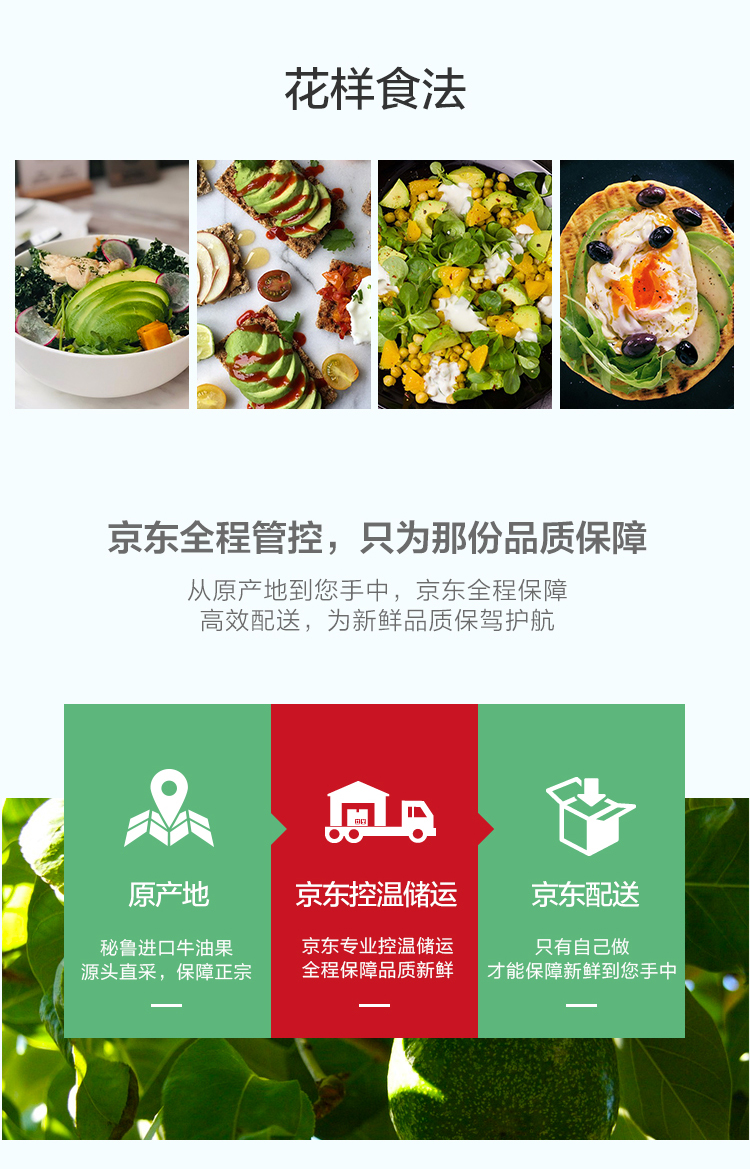 花样食法
京东全程管控，只为那份品质保障
从原产地到您手中，京东全程保障
高效配送，为新鲜品质保驾护航
原产地
秘鲁进口牛油果
源头直采，保障正宗
京东控温储运
京东专业控温储运
全程保障品质新鲜
京东配送
只有自己做
才能保障新鲜到您手中